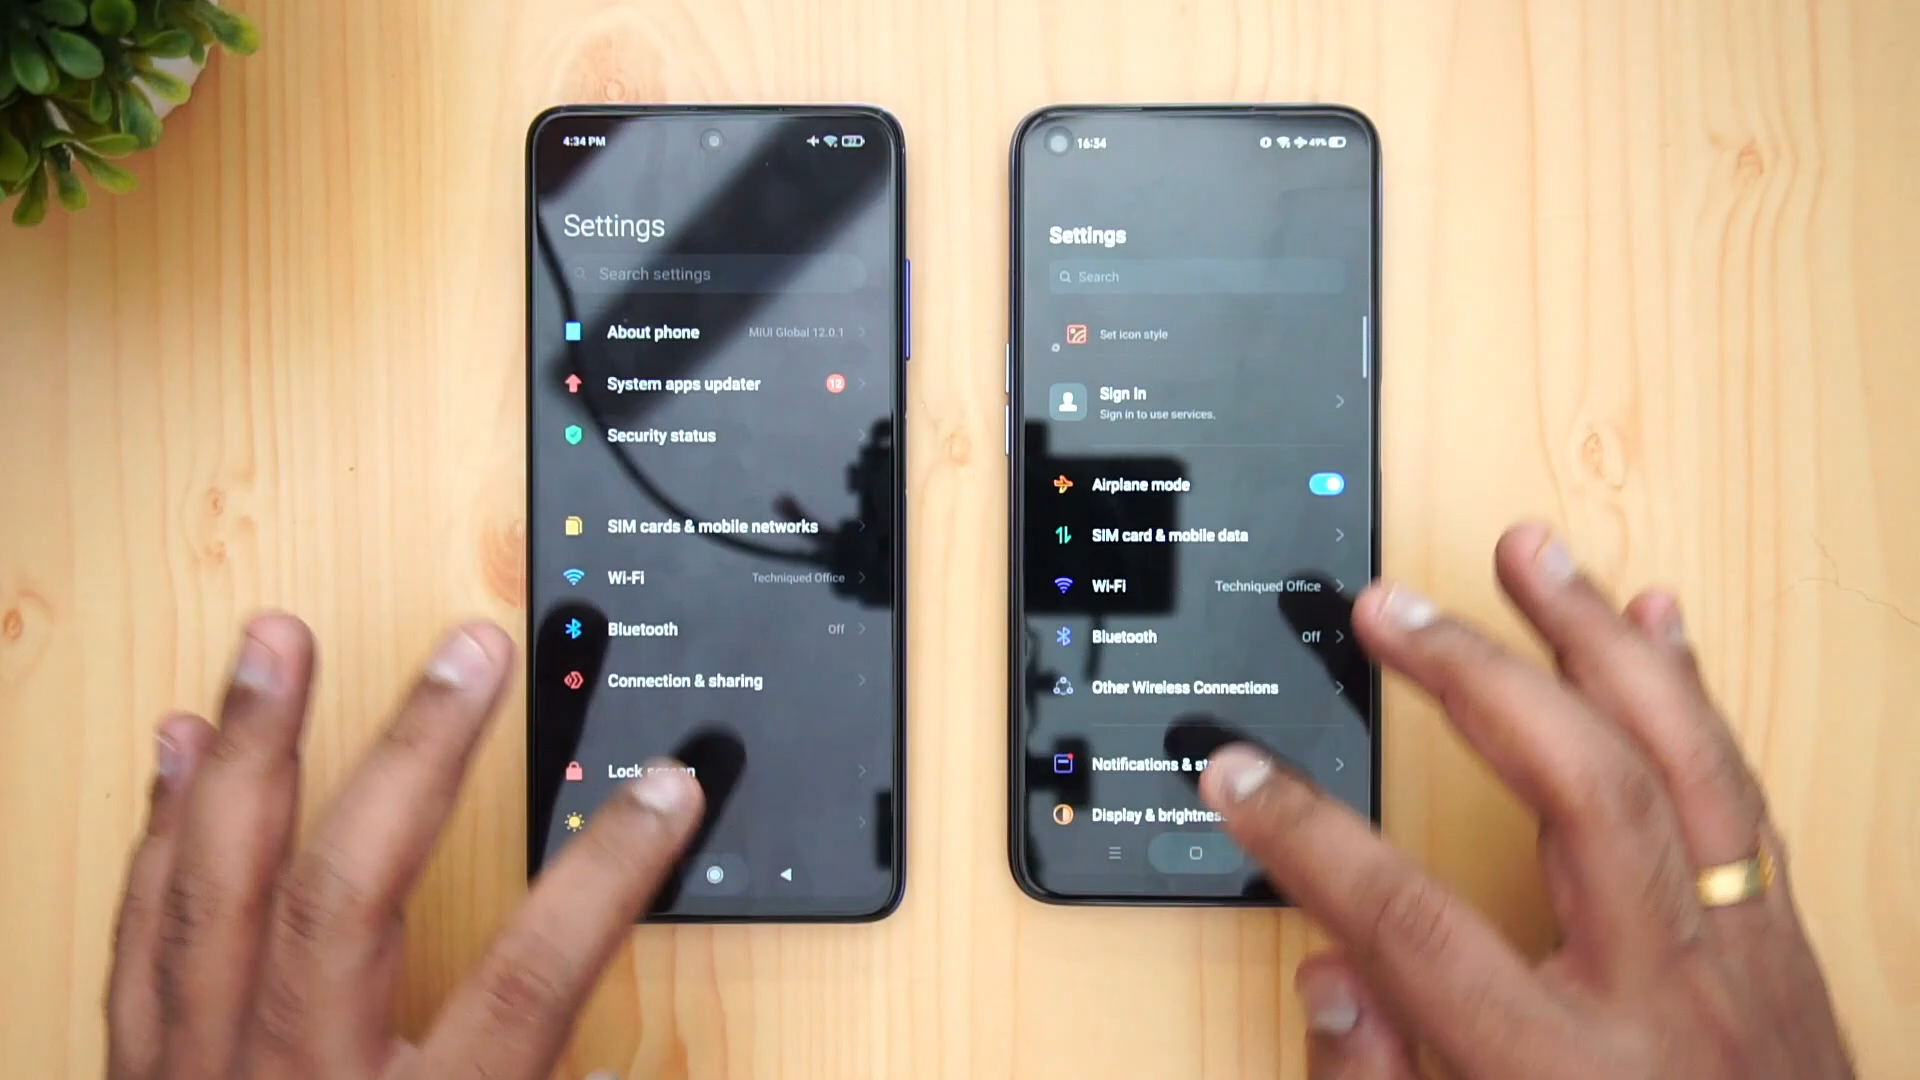 4:34 PM
Settings
Search settings
About phone MIUI Global 12.0.1
System apps updater 12
Security status
SIM cards & mobile networks
Wi-Fi Techniqued Office
Bluetooth Off
Connection & sharing
Lock
16:34
49%
Settings
Search
Set icon style
Sign In
Sign in to use services.
Airplane mode
SIM card & mobile data
Wi-Fi Techniqued Office
Bluetooth Off
Other Wireless Connections
Notifications &
Display &